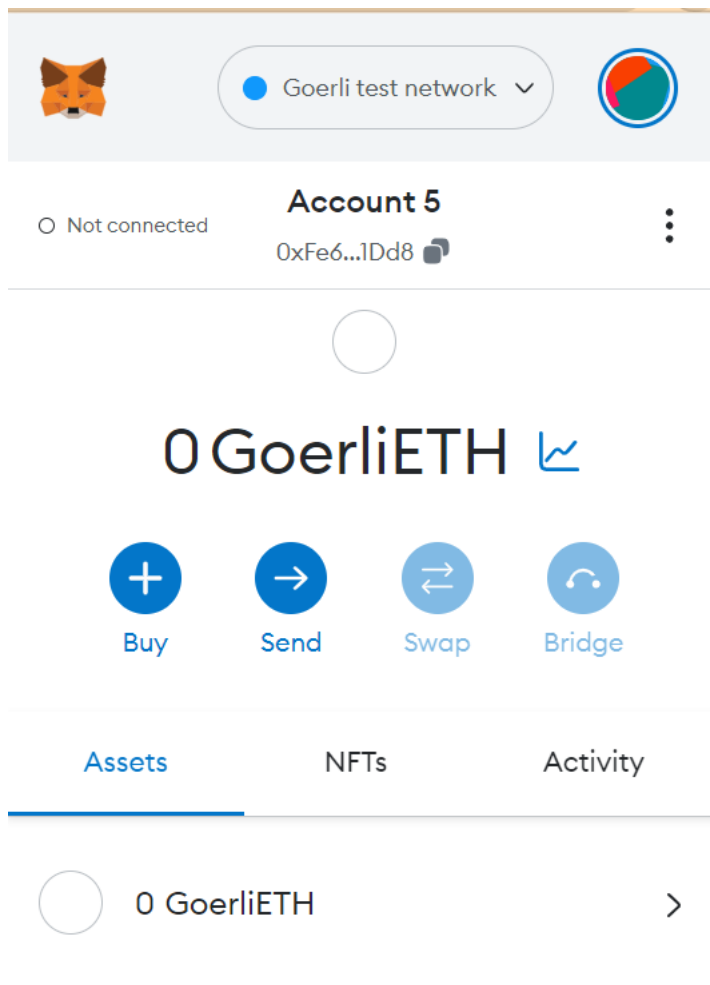 Goerli test network
Account 5
Not connected
0xFe6...1Dd8
0 GoerliETH
Buy Send Swap Bridge
Assets NFTs Activity
0 GoerliETH